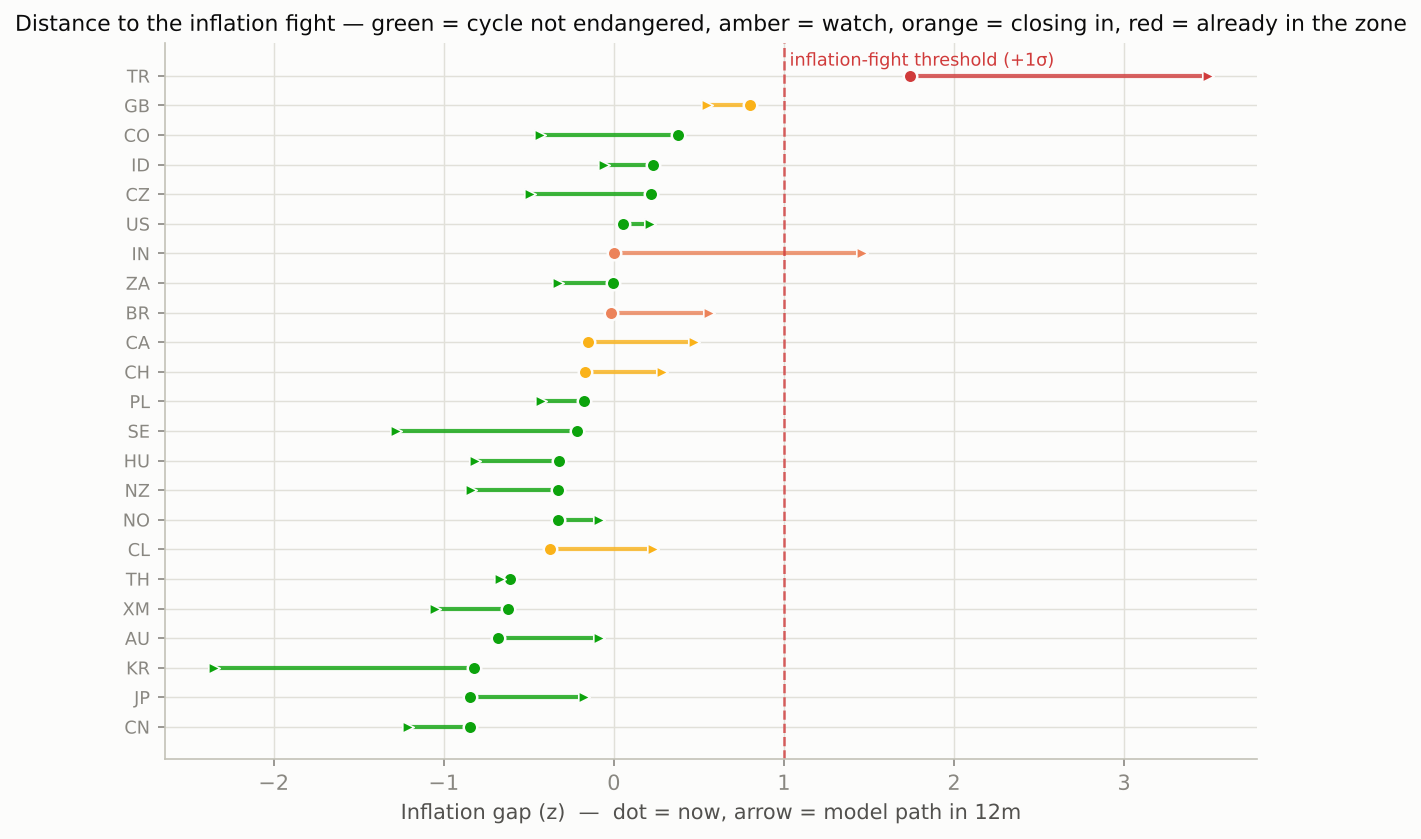 Distance to the inflation fight — green = cycle not endangered, amber = watch, orange = closing in, red = already in the zone
inflation-fight threshold (+1σ)
TR
GB
CO
ID
CZ
US
IN
ZA
BR
CA
CH
PL
SE
HU
NZ
NO
CL
TH
XM
AU
KR
JP
CN
−2 −1 0 1 2 3
Inflation gap (z) — dot = now, arrow = model path in 12m